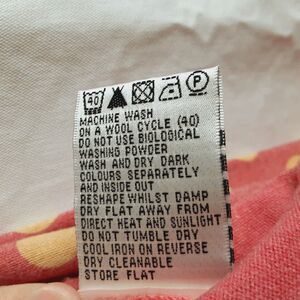 40 P
MACHINE WASH
ON A WOOL CYCLE (40)
DO NOT USE BIOLOGICAL
WASHING POWDER
WASH AND DRY DARK
COLOURS SEPARATELY
AND INSIDE OUT
RESHAPE WHILST DAMP
DRY FLAT AWAY FROM
DIRECT HEAT AND SUNLIGHT
DO NOT TUMBLE DRY
COOL IRON ON REVERSE
DRY CLEANABLE
STORE FLAT